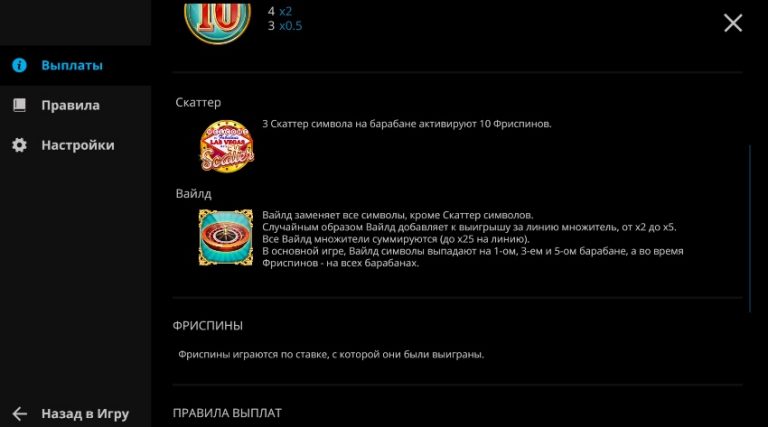 10
4 x2
3 x0.5
Выплаты
Правила
Настройки
Скаттер
WELCOME
Fabulous
LAS VEGAS
Scatter
3 Скаттер символа на барабане активируют 10 Фриспинов.
Вайлд
Вайлд заменяет все символы, кроме Скаттер символов.
Случайным образом Вайлд добавляет к выигрышу за линию множитель, от x2 до x5.
Все Вайлд множители суммируются (до x25 на линию).
В основной игре, Вайлд символы выпадают на 1-ом, 3-ем и 5-ом барабане, а во время
Фриспинов - на всех барабанах.
ФРИСПИНЫ
Фриспины играются по ставке, с которой они были выиграны.
ПРАВИЛА ВЫПЛАТ
Назад в Игру